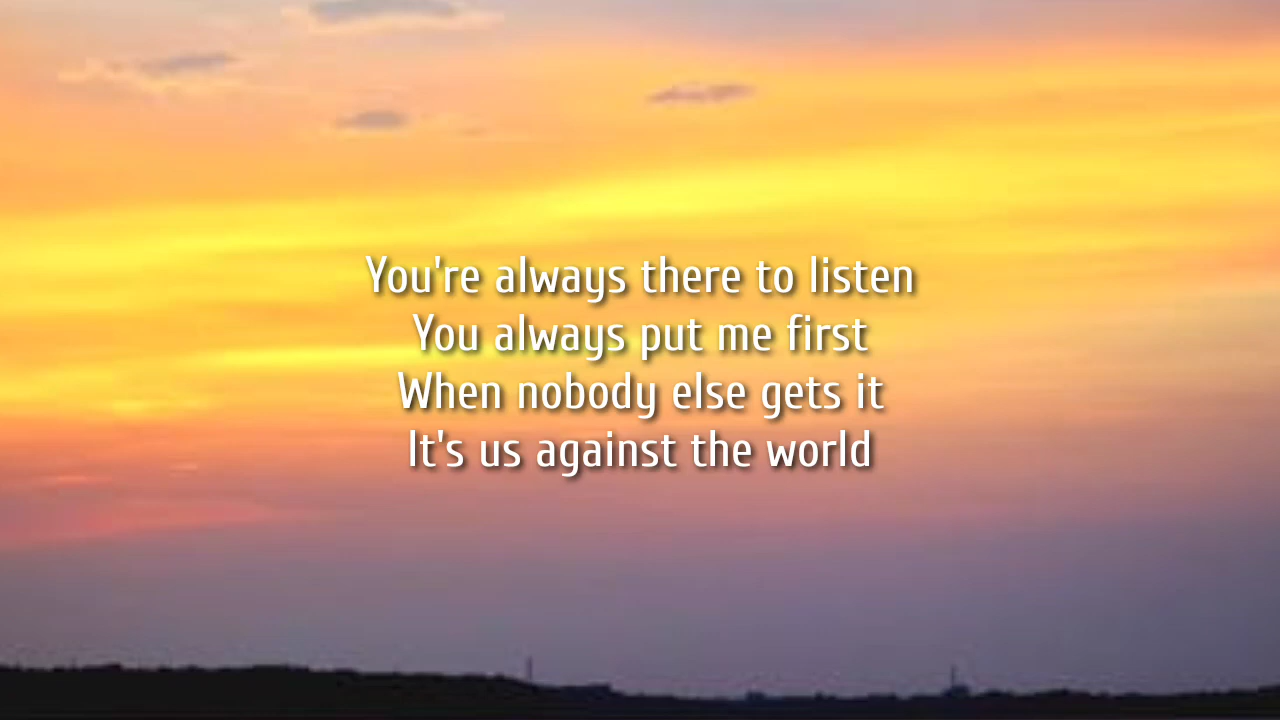 You're always there to listen
You always put me first
When nobody else gets it
It's us against the world